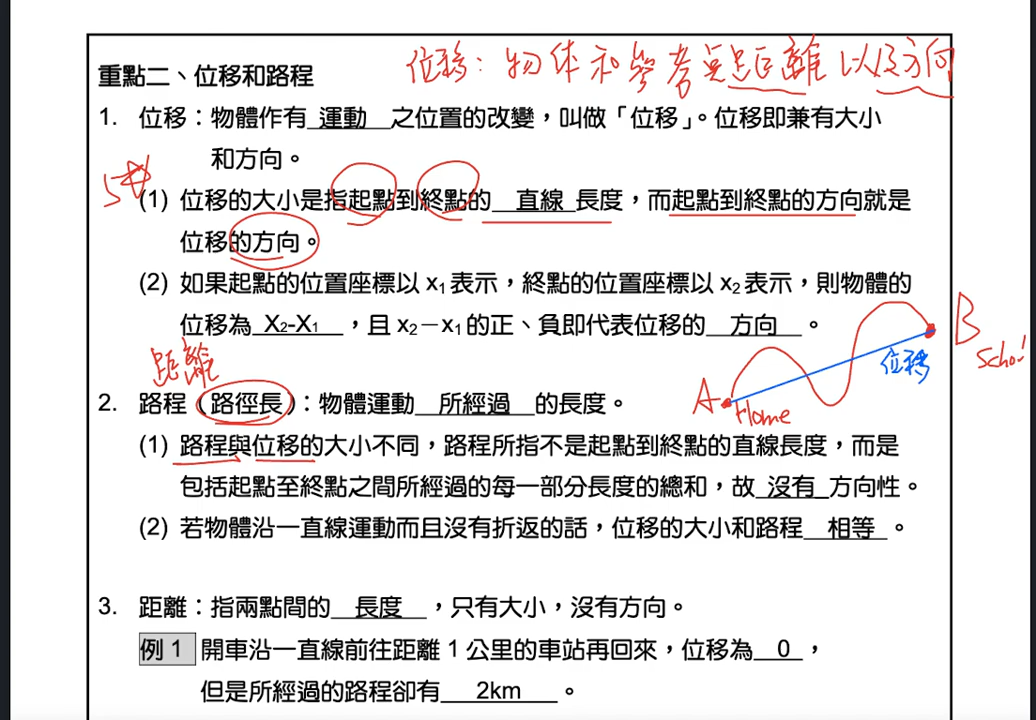 位移：物体和參考點距離以及方向
重點二、位移和路程
1. 位移：物體作有 運動 之位置的改變，叫做「位移」。位移即兼有大小
和方向。
5☆
(1) 位移的大小是指起點到終點的 直線 長度，而起點到終點的方向就是
位移的方向。
(2) 如果起點的位置座標以 x₁ 表示，終點的位置座標以 x₂ 表示，則物體的
位移為 X₂-X₁ ，且 x₂－x₁ 的正、負即代表位移的 方向 。
B
School
位移
A
Home
距離
2. 路程（路徑長）：物體運動 所經過 的長度。
(1) 路程與位移的大小不同，路程所指不是起點到終點的直線長度，而是
包括起點至終點之間所經過的每一部分長度的總和，故 沒有 方向性。
(2) 若物體沿一直線運動而且沒有折返的話，位移的大小和路程 相等 。
3. 距離：指兩點間的 長度 ，只有大小，沒有方向。
例 1 開車沿一直線前往距離 1 公里的車站再回來，位移為 0 ，
但是所經過的路程卻有 2km 。